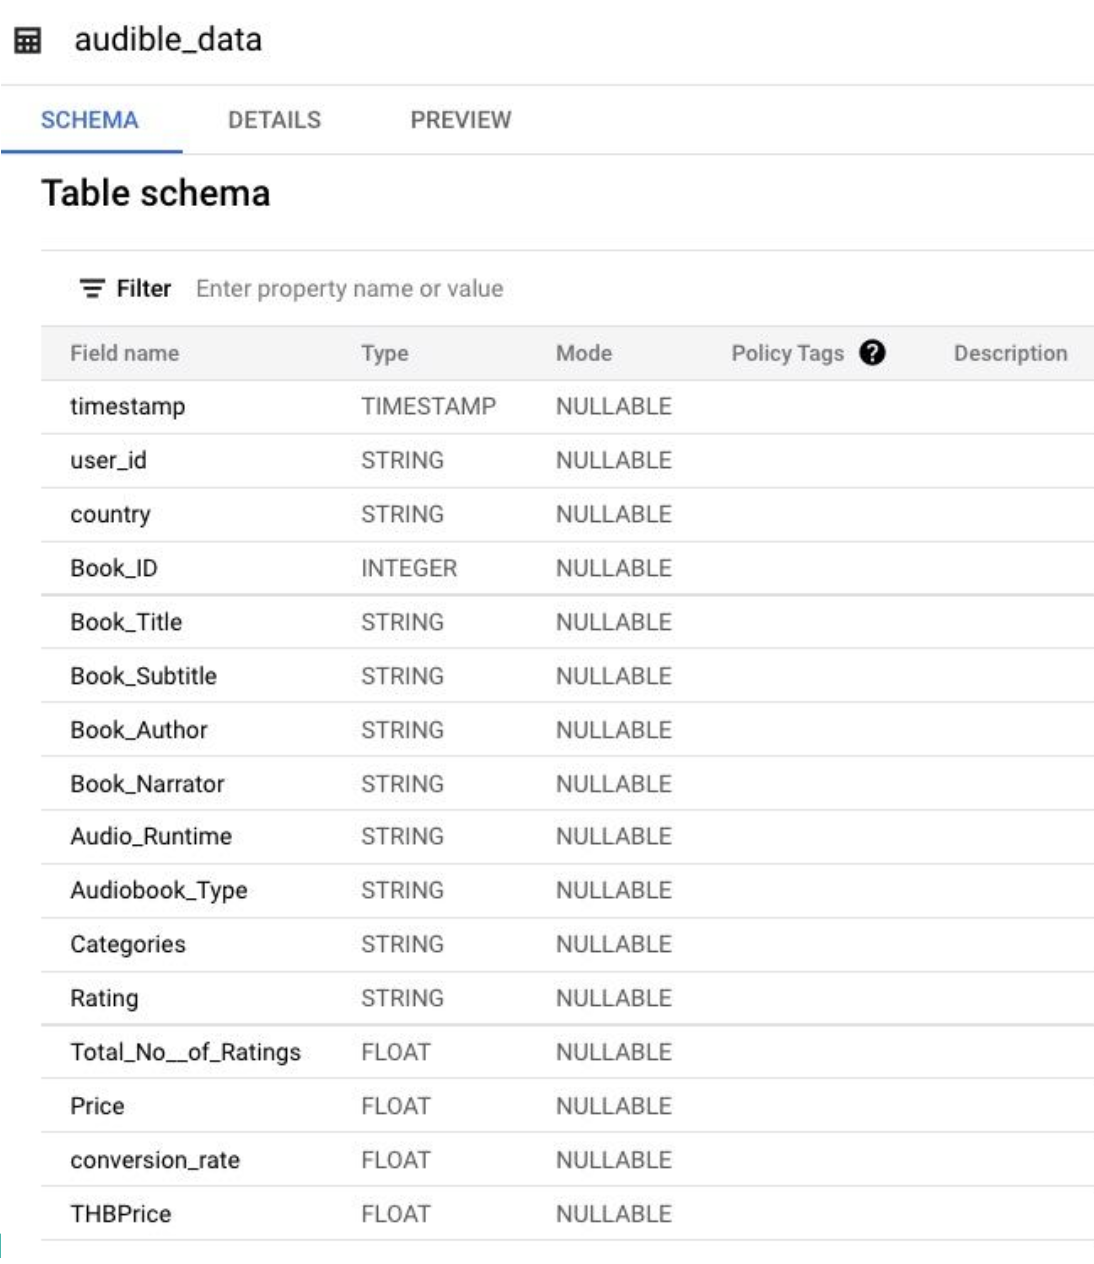 audible_data
SCHEMA DETAILS PREVIEW
Table schema
Filter Enter property name or value
Field name Type Mode Policy Tags ? Description
timestamp TIMESTAMP NULLABLE
user_id STRING NULLABLE
country STRING NULLABLE
Book_ID INTEGER NULLABLE
Book_Title STRING NULLABLE
Book_Subtitle STRING NULLABLE
Book_Author STRING NULLABLE
Book_Narrator STRING NULLABLE
Audio_Runtime STRING NULLABLE
Audiobook_Type STRING NULLABLE
Categories STRING NULLABLE
Rating STRING NULLABLE
Total_No__of_Ratings FLOAT NULLABLE
Price FLOAT NULLABLE
conversion_rate FLOAT NULLABLE
THBPrice FLOAT NULLABLE